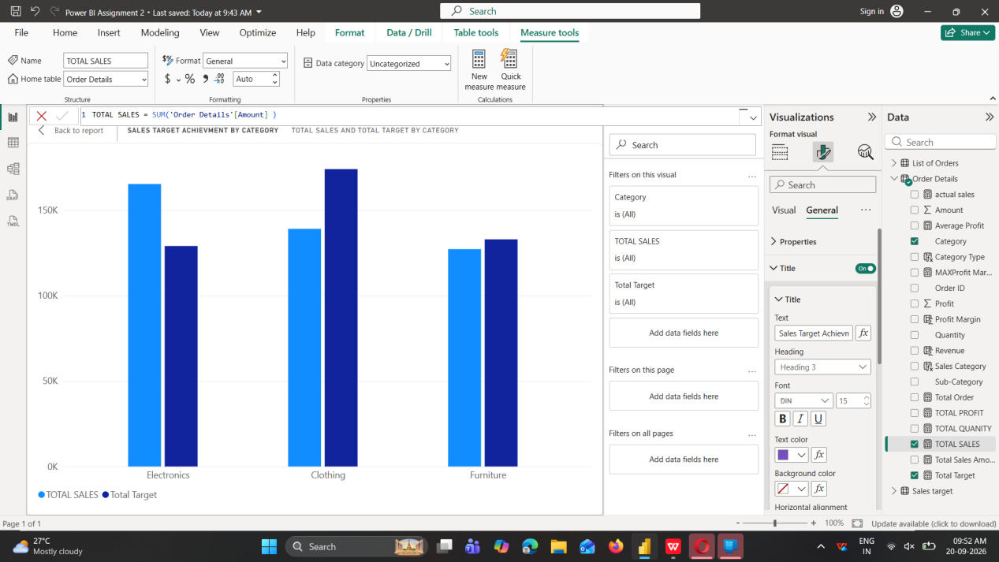 Power BI Assignment 2 • Last saved: Today at 9:43 AM
Search
Sign in
File Home Insert Modeling View Optimize Help Format Data / Drill Table tools Measure tools
Share
Name TOTAL SALES
Home table Order Details
Structure
$% Format General
$ % 9 .00 Auto
Formatting
Data category Uncategorized
Properties
New measure
Quick measure
Calculations
1 TOTAL SALES = SUM('Order Details'[Amount] )
Back to report
SALES TARGET ACHIEVMENT BY CATEGORY
TOTAL SALES AND TOTAL TARGET BY CATEGORY
150K
100K
50K
0K
Electronics Clothing Furniture
TOTAL SALES Total Target
Search
Filters on this visual ...
Category
is (All)
TOTAL SALES
is (All)
Total Target
is (All)
Add data fields here
Filters on this page ...
Add data fields here
Filters on all pages ...
Add data fields here
Visualizations
Format visual
Search
Visual General ...
Properties
Title On
Title
Text
Sales Target Achievn fx
Heading
Heading 3
Font
DIN 15
B I U
Text color
fx
Background color
fx
Horizontal alignment
Data
Search
List of Orders
Order Details
actual sales
Amount
Average Profit
Category
Category Type
MAXProfit Mar...
Order ID
Profit
Profit Margin
Quantity
Revenue
Sales Category
Sub-Category
Total Order
TOTAL PROFIT
TOTAL QUANITY
TOTAL SALES
Total Sales Amo...
Total Target
Sales target
Page 1 of 1
- + 100%
Update available (click to download)
27°C
Mostly cloudy
Search
ENG
IN
09:52 AM
20-09-2026